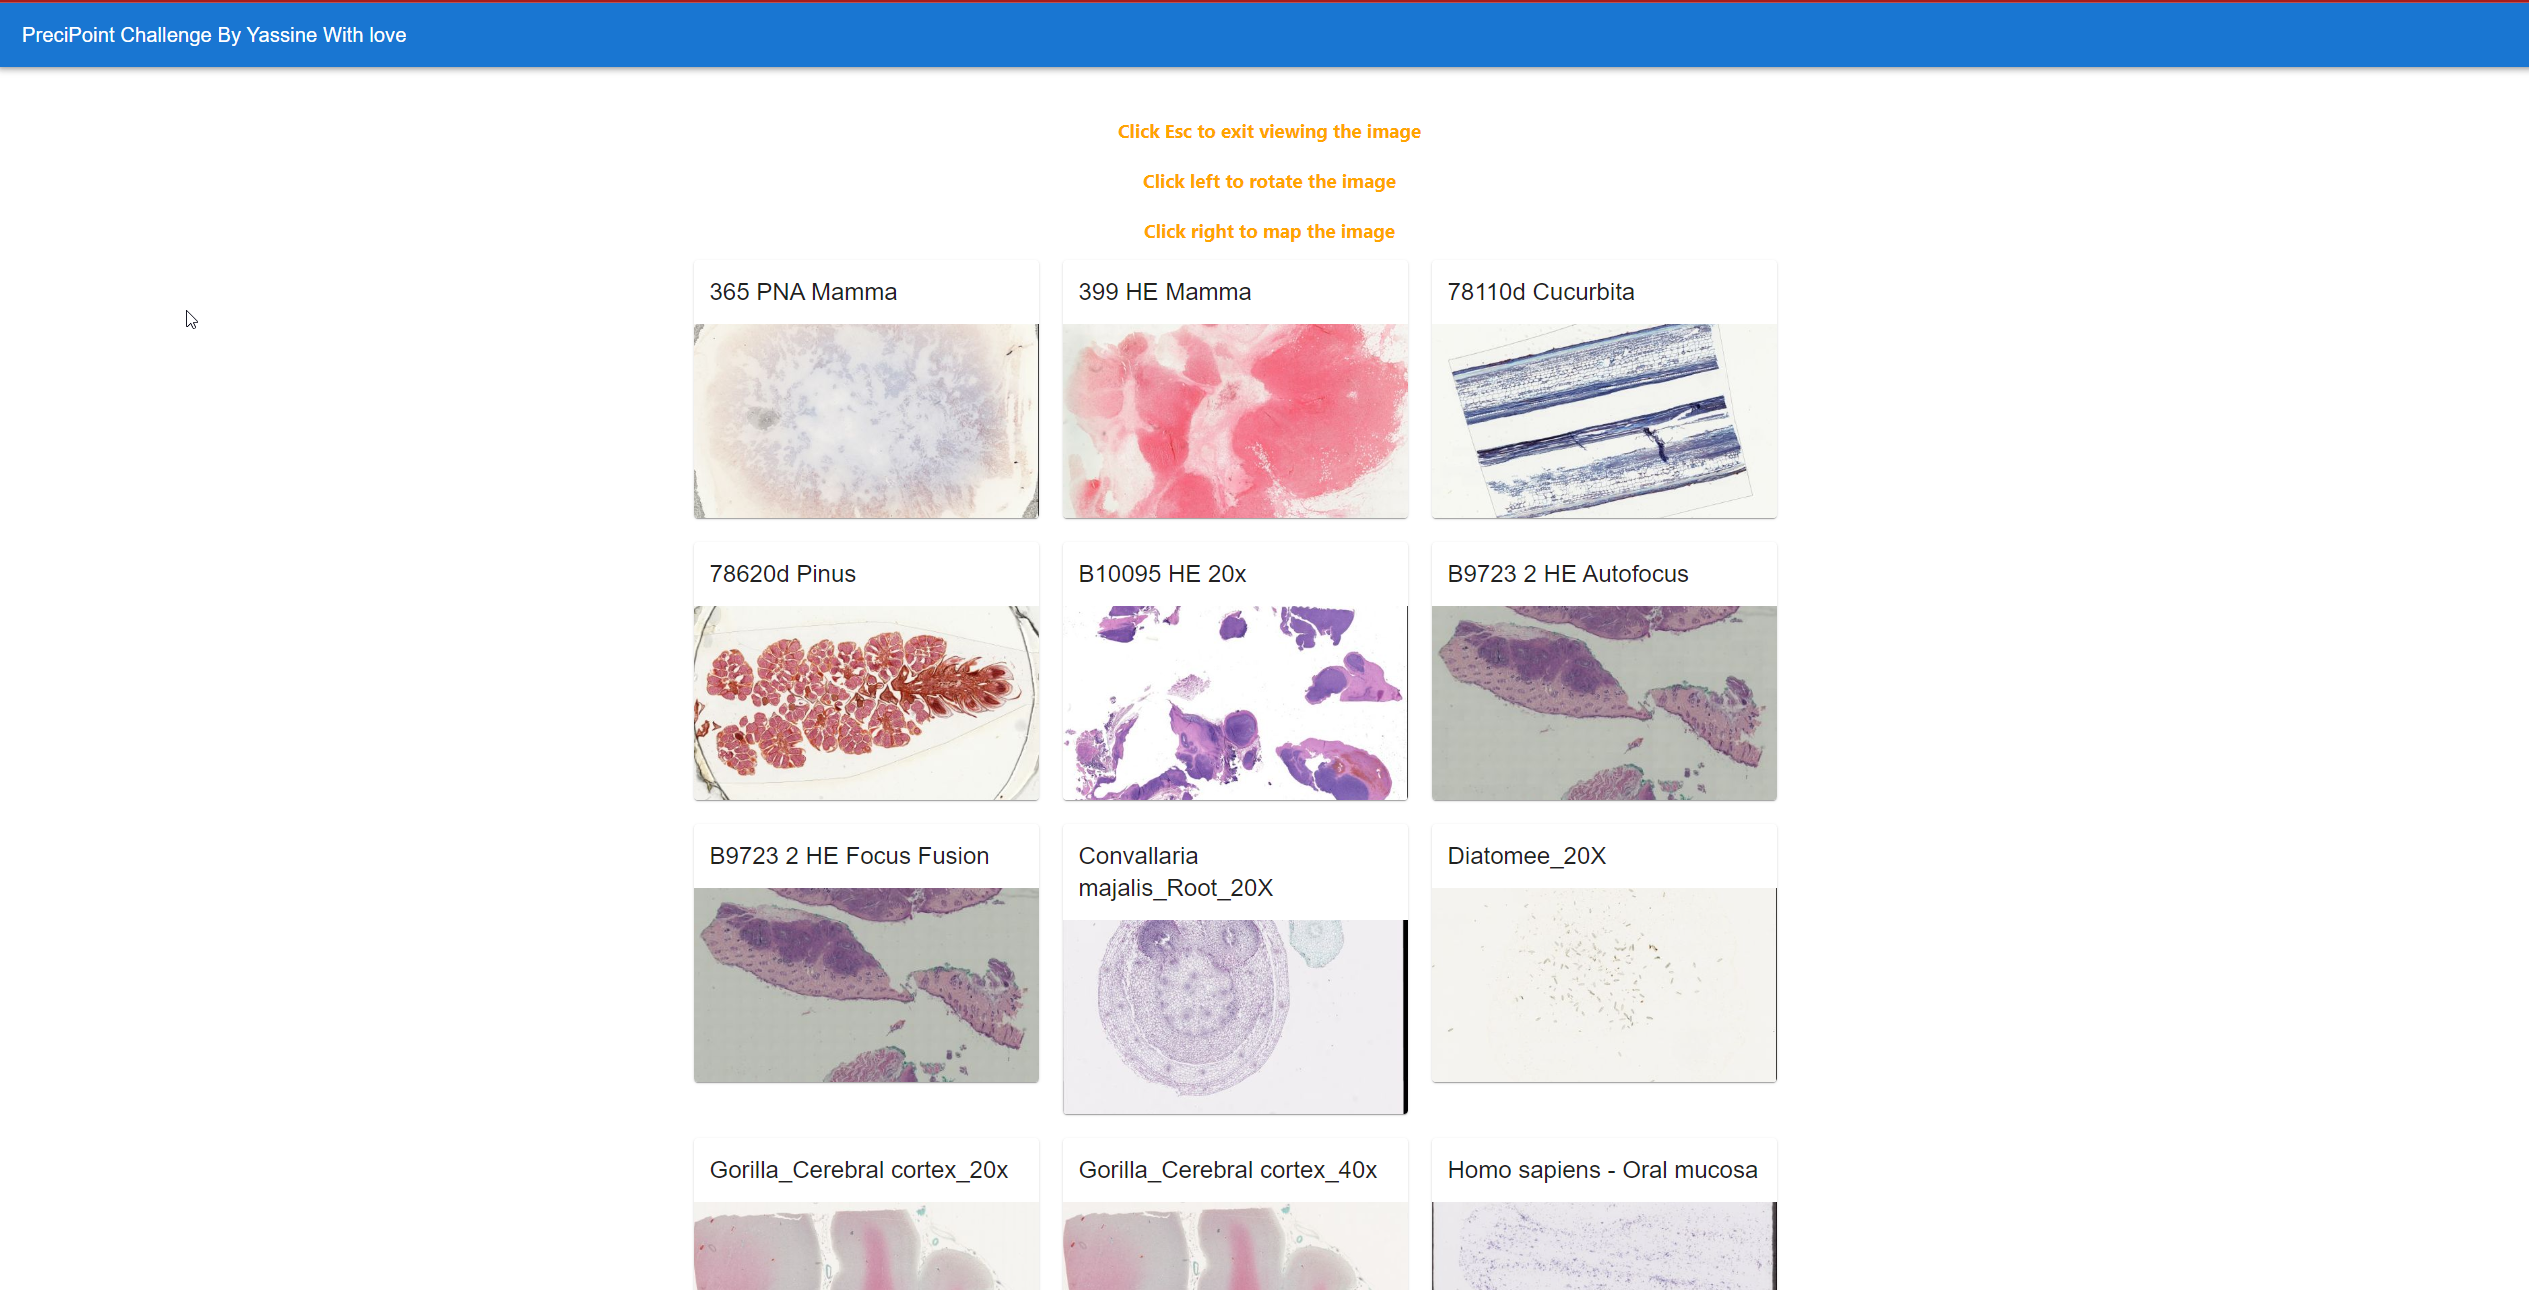 PreciPoint Challenge By Yassine With love
Click Esc to exit viewing the image
Click left to rotate the image
Click right to map the image
365 PNA Mamma
399 HE Mamma
78110d Cucurbita
78620d Pinus
B10095 HE 20x
B9723 2 HE Autofocus
B9723 2 HE Focus Fusion
Convallaria
majalis_Root_20X
Diatomee_20X
Gorilla_Cerebral cortex_20x
Gorilla_Cerebral cortex_40x
Homo sapiens - Oral mucosa